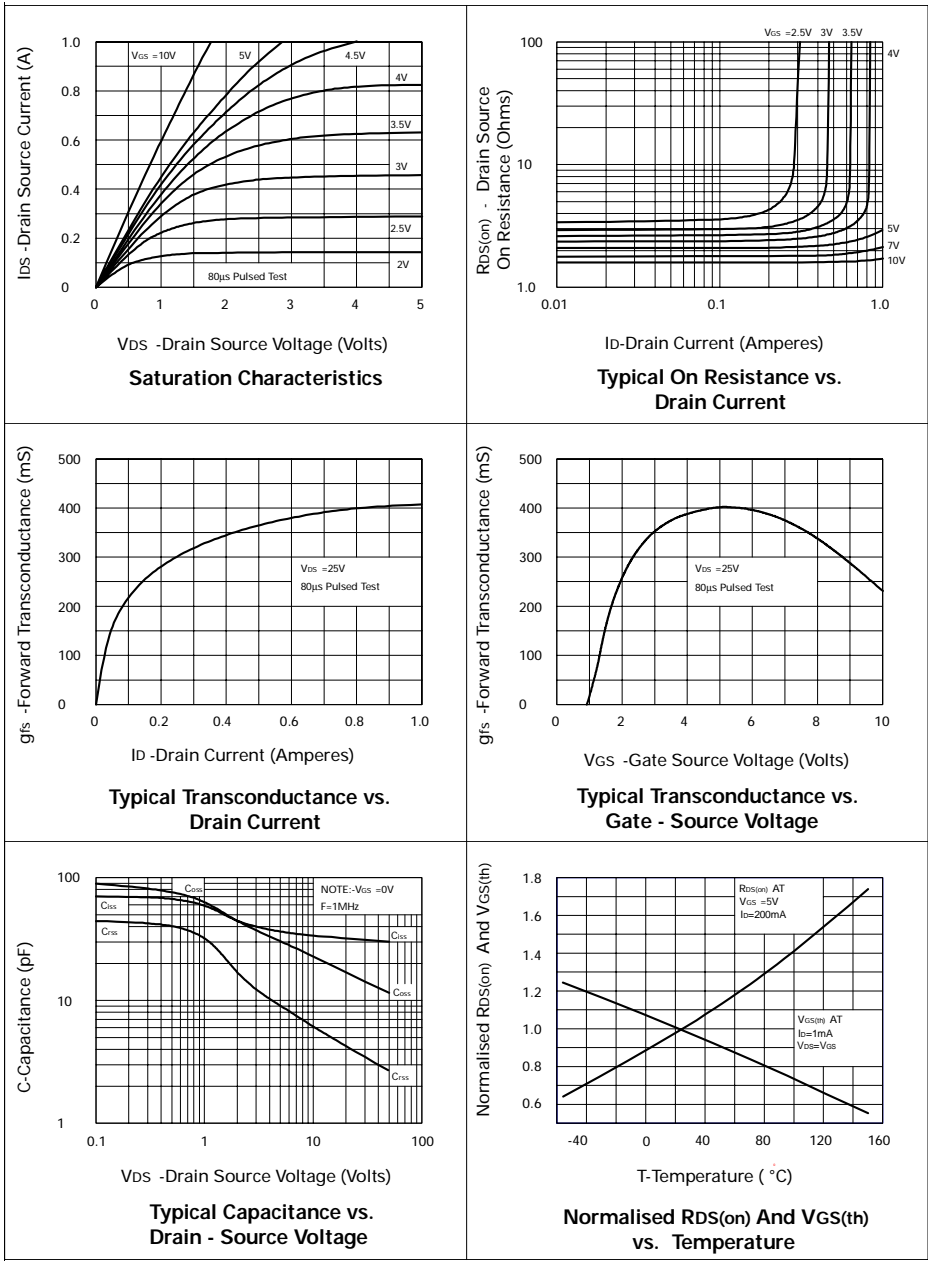 IDS -Drain Source Current (A)
1.0
0.8
0.6
0.4
0.2
0
VGS =10V
5V
4.5V
4V
3.5V
3V
2.5V
2V
80µs Pulsed Test
0 1 2 3 4 5
VDS -Drain Source Voltage (Volts)
Saturation Characteristics
RDS(on) - Drain Source
On Resistance (Ohms)
100
10
1.0
VGS =2.5V 3V 3.5V
4V
5V
7V
10V
0.01 0.1 1.0
ID-Drain Current (Amperes)
Typical On Resistance vs.
Drain Current
gfs -Forward Transconductance (mS)
500
400
300
200
100
0
VDS =25V
80µs Pulsed Test
0 0.2 0.4 0.6 0.8 1.0
ID -Drain Current (Amperes)
Typical Transconductance vs.
Drain Current
gfs -Forward Transconductance (mS)
500
400
300
200
100
0
VDS =25V
80µs Pulsed Test
0 2 4 6 8 10
VGS -Gate Source Voltage (Volts)
Typical Transconductance vs.
Gate - Source Voltage
C-Capacitance (pF)
100
10
1
Coss
Ciss
Crss
NOTE:-VGS =0V
F=1MHz
Ciss
Coss
Crss
0.1 1 10 100
VDS -Drain Source Voltage (Volts)
Typical Capacitance vs.
Drain - Source Voltage
Normalised RDS(on) And VGS(th)
1.8
1.6
1.4
1.2
1.0
0.8
0.6
RDS(on) AT
VGS =5V
ID=200mA
VGS(th) AT
ID=1mA
VDS=VGS
-40 0 40 80 120 160
T-Temperature ( °C)
Normalised RDS(on) And VGS(th)
vs. Temperature